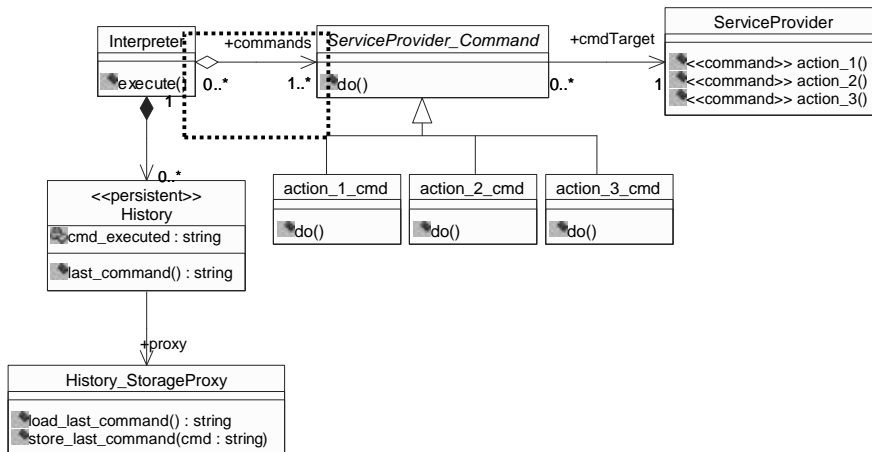 Interpreter
execute()
+commands
0..*
1..*
ServiceProvider_Command
do()
+cmdTarget
0..*
1
ServiceProvider
<<command>> action_1()
<<command>> action_2()
<<command>> action_3()
1
0..*
<<persistent>>
History
cmd_executed : string
last_command() : string
action_1_cmd
do()
action_2_cmd
do()
action_3_cmd
do()
+proxy
History_StorageProxy
load_last_command() : string
store_last_command(cmd : string)